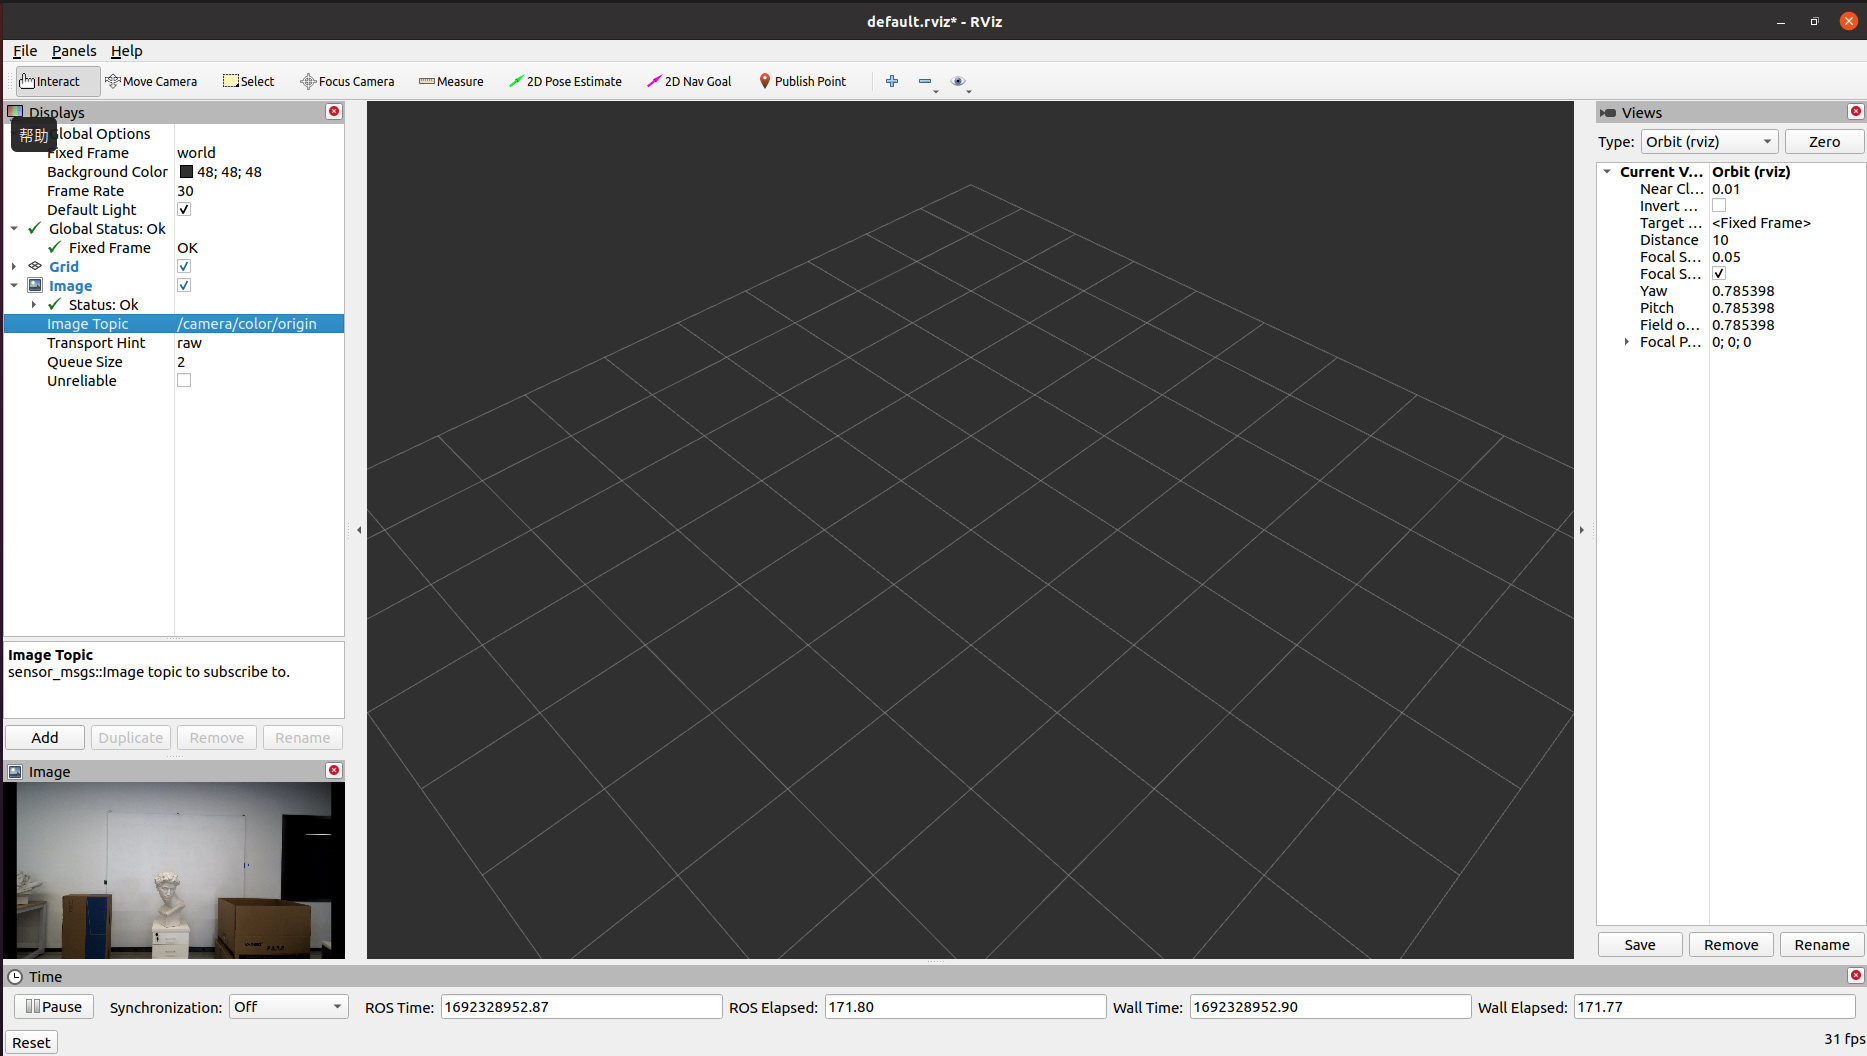 default.rviz* - RViz
File Panels Help
Interact Move Camera Select Focus Camera Measure 2D Pose Estimate 2D Nav Goal Publish Point
Displays
帮助
Global Options
Fixed Frame world
Background Color 48; 48; 48
Frame Rate 30
Default Light
Global Status: Ok
Fixed Frame OK
Grid
Image
Status: Ok
Image Topic /camera/color/origin
Transport Hint raw
Queue Size 2
Unreliable
Image Topic
sensor_msgs::Image topic to subscribe to.
Add Duplicate Remove Rename
Image
Views
Type: Orbit (rviz) Zero
Current V... Orbit (rviz)
Near Cl... 0.01
Invert ...
Target ... <Fixed Frame>
Distance 10
Focal S... 0.05
Focal S...
Yaw 0.785398
Pitch 0.785398
Field o... 0.785398
Focal P... 0; 0; 0
Save Remove Rename
Time
Pause Synchronization: Off ROS Time: 1692328952.87 ROS Elapsed: 171.80 Wall Time: 1692328952.90 Wall Elapsed: 171.77
Reset 31 fps